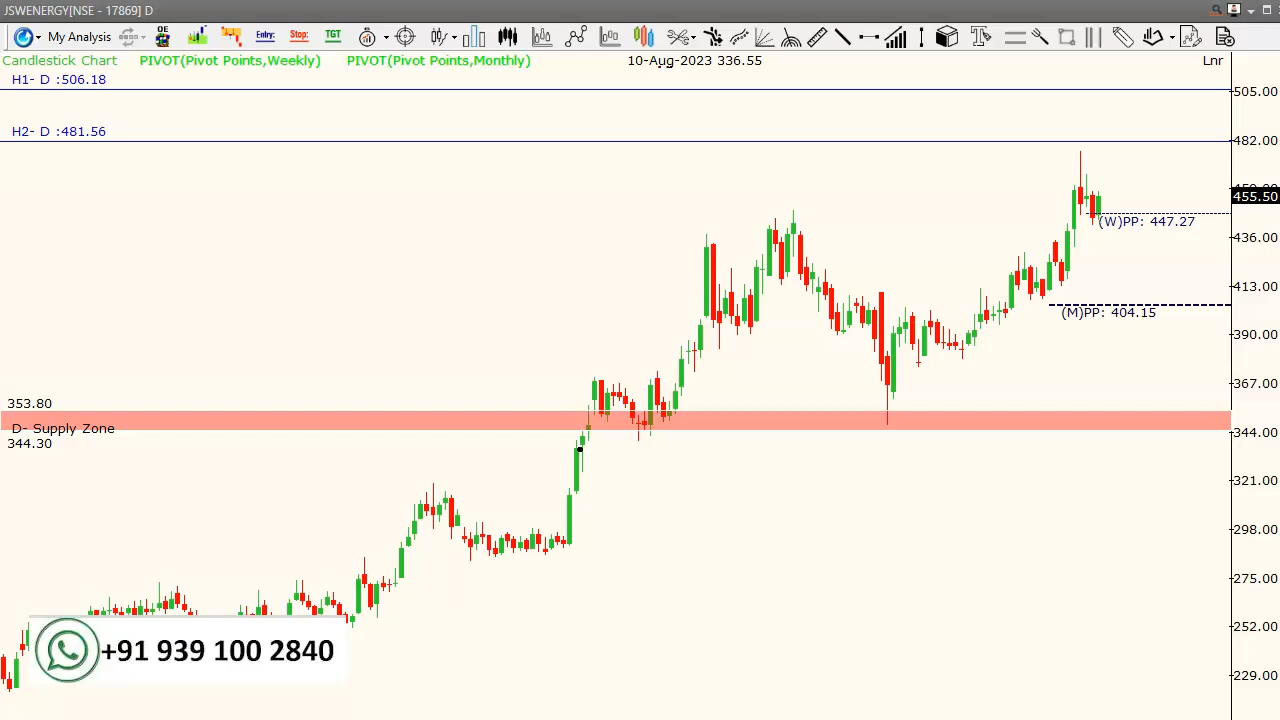 JSWENERGY[NSE - 17869] D
My Analysis
OE
Entry:
Stop:
TGT
Candlestick Chart PIVOT(Pivot Points,Weekly) PIVOT(Pivot Points,Monthly) 10-Aug-2023 336.55 Lnr
H1- D :506.18
505.00
H2- D :481.56
482.00
455.50
(W)PP: 447.27
436.00
413.00
(M)PP: 404.15
390.00
367.00
353.80
D- Supply Zone
344.00
344.30
321.00
298.00
275.00
252.00
+91 939 100 2840
229.00